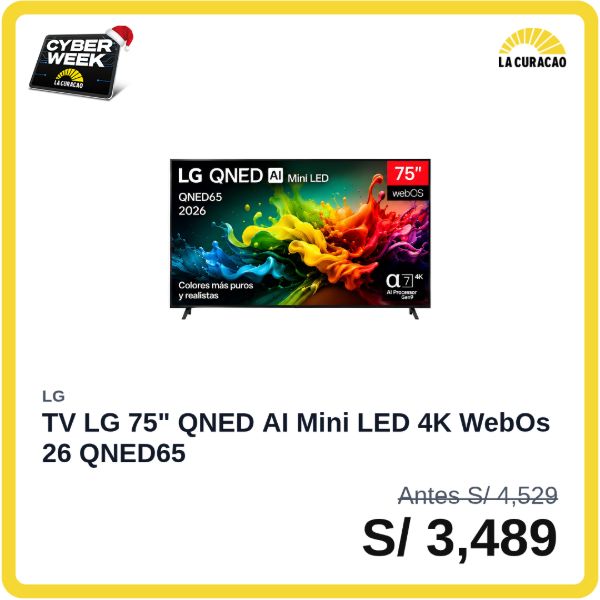 CYBER
WEEK
LA CURACAO
LA CURACAO
LG QNED AI Mini LED
75"
webOS
QNED65
2026
Colores más puros
y realistas
α7 4K
AI Processor
Gen9
LG
TV LG 75" QNED AI Mini LED 4K WebOs
26 QNED65
Antes S/ 4,529
S/ 3,489